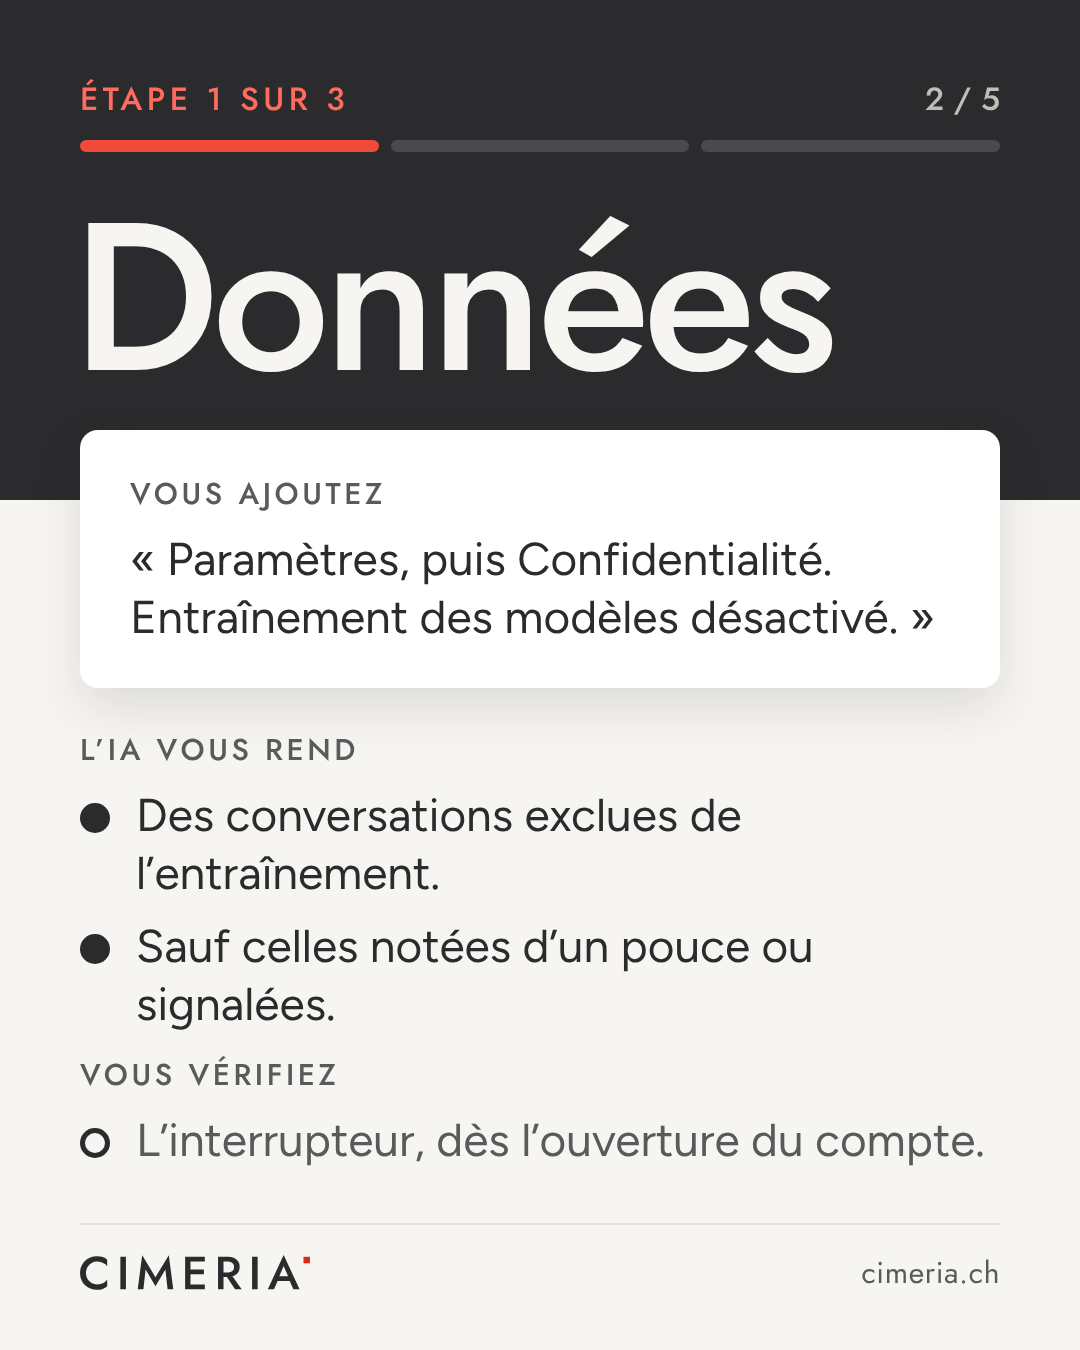 ÉTAPE 1 SUR 3
2 / 5
Données
VOUS AJOUTEZ
« Paramètres, puis Confidentialité.
Entraînement des modèles désactivé. »
L’IA VOUS REND
Des conversations exclues de
l’entraînement.
Sauf celles notées d’un pouce ou
signalées.
VOUS VÉRIFIEZ
L’interrupteur, dès l’ouverture du compte.
CIMERIA
cimeria.ch